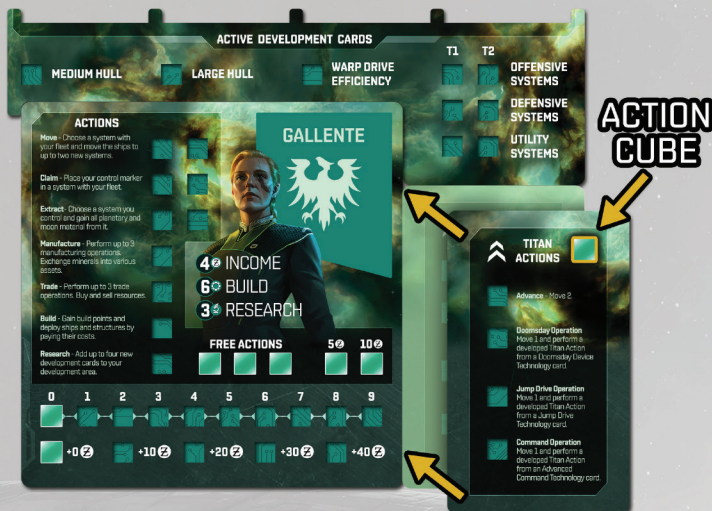 ACTIVE DEVELOPMENT CARDS
MEDIUM HULL
LARGE HULL
WARP DRIVE
EFFICIENCY
T1 T2
OFFENSIVE
SYSTEMS
DEFENSIVE
SYSTEMS
UTILITY
SYSTEMS
ACTION
CUBE
ACTIONS
Move - Choose a system with
your fleet and move the ships to
up to two new systems.
Claim - Place your control marker
in a system with your fleet.
Extract - Choose a system you
control and gain all planetary and
moon material from it.
Manufacture - Perform up to 3
manufacturing operations.
Exchange minerals into various
assets.
Trade - Perform up to 3 trade
operations. Buy and sell resources.
Build - Gain build points and
deploy ships and structures by
paying their costs.
Research - Add up to four new
development cards to your
development area.
GALLENTE
4 INCOME
6 BUILD
3 RESEARCH
FREE ACTIONS 5 10
0 1 2 3 4 5 6 7 8 9
+0 +10 +20 +30 +40
TITAN
ACTIONS
Advance - Move 2.
Doomsday Operation
Move 1 and perform a
developed Titan Action
from a Doomsday Device
Technology card.
Jump Drive Operation
Move 1 and perform a
developed Titan Action
from a Jump Drive
Technology card.
Command Operation
Move 1 and perform a
developed Titan Action
from an Advanced
Command Technology card.